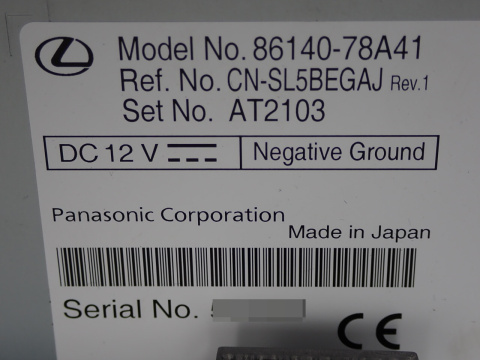 Model No. 86140-78A41
Ref. No. CN-SL5BEGAJ Rev.1
Set No. AT2103
DC 12 V Negative Ground
Panasonic Corporation
Made in Japan
Serial No.
CE